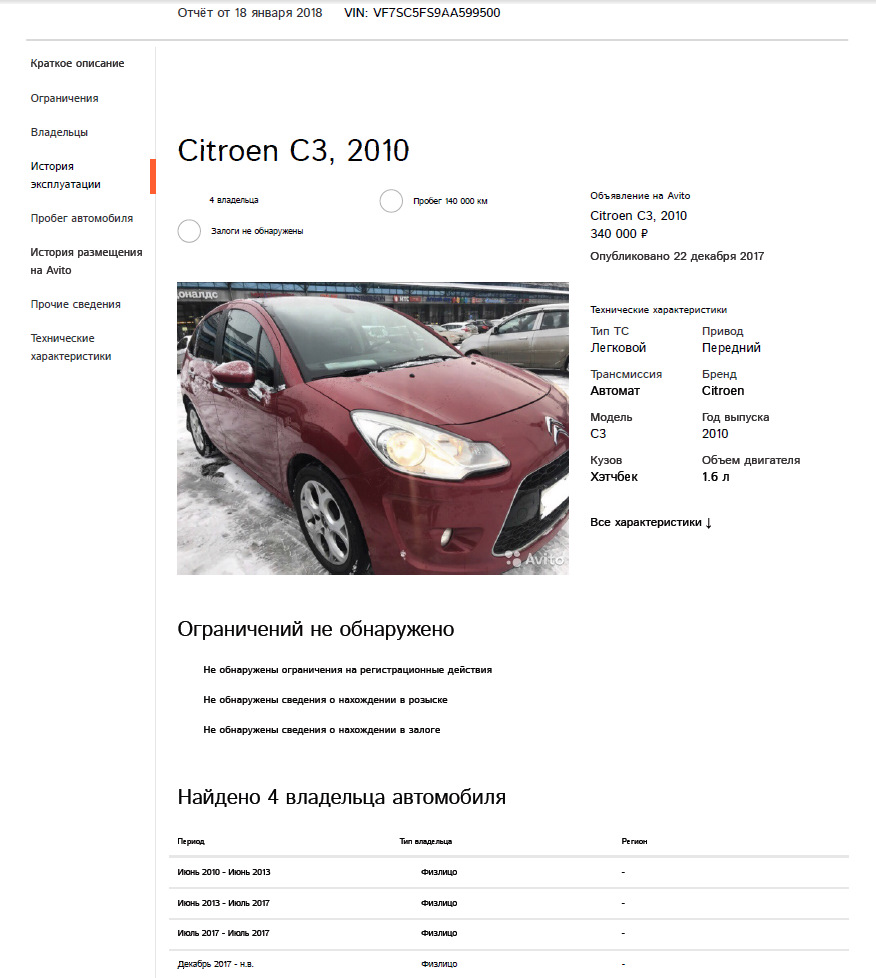 Отчёт от 18 января 2018 VIN: VF7SC5FS9AA599500
Краткое описание
Ограничения
Владельцы
История
эксплуатации
Пробег автомобиля
История размещения
на Avito
Прочие сведения
Технические
характеристики
Citroen C3, 2010
4 владельца
Пробег 140 000 км
Залоги не обнаружены
Объявление на Avito
Citroen C3, 2010
340 000 ₽
Опубликовано 22 декабря 2017
оналдс
МТС
Avito
Технические характеристики
Тип ТС Привод
Легковой Передний
Трансмиссия Бренд
Автомат Citroen
Модель Год выпуска
C3 2010
Кузов Объем двигателя
Хэтчбек 1.6 л
Все характеристики ↓
Ограничений не обнаружено
Не обнаружены ограничения на регистрационные действия
Не обнаружены сведения о нахождении в розыске
Не обнаружены сведения о нахождении в залоге
Найдено 4 владельца автомобиля
Период Тип владельца Регион
Июнь 2010 - Июнь 2013 Физлицо -
Июнь 2013 - Июль 2017 Физлицо -
Июль 2017 - Июль 2017 Физлицо -
Декабрь 2017 - н.в. Физлицо -